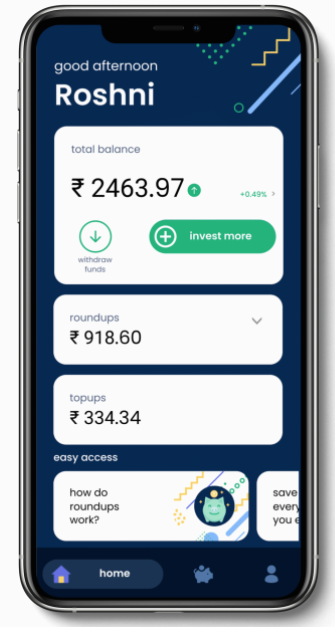 good afternoon
Roshni
total balance
₹ 2463.97
+0.49% >
withdraw
funds
invest more
roundups
₹ 918.60
topups
₹ 334.34
easy access
how do
roundups
work?
save
every
you
home